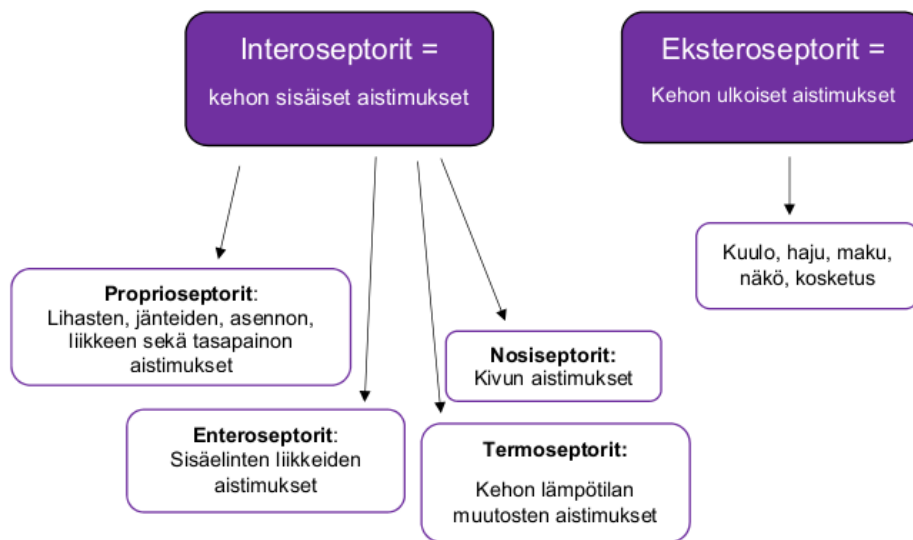 Interoseptorit =
kehon sisäiset aistimukset
Eksteroseptorit =
Kehon ulkoiset aistimukset
Kuulo, haju, maku,
näkö, kosketus
Proprioseptorit:
Lihasten, jänteiden, asennon,
liikkeen sekä tasapainon
aistimukset
Nosiseptorit:
Kivun aistimukset
Enteroseptorit:
Sisäelinten liikkeiden
aistimukset
Termoseptorit:
Kehon lämpötilan
muutosten aistimukset